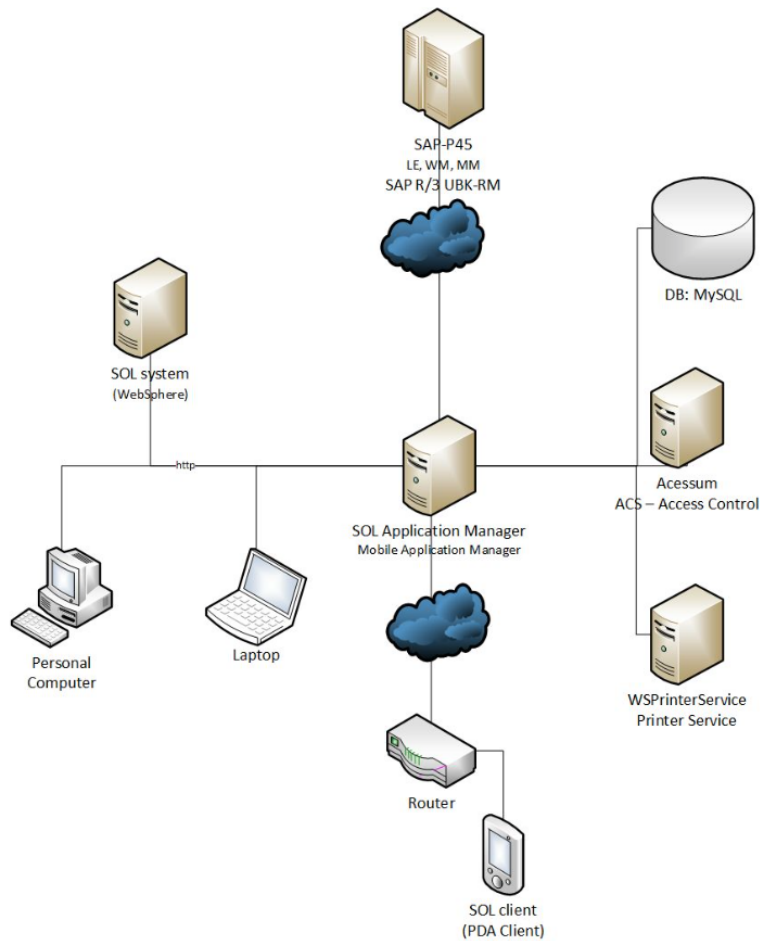 SAP-P45
LE, WM, MM
SAP R/3 UBK-RM
DB: MySQL
SOL system
(WebSphere)
http
Acessum
ACS – Access Control
SOL Application Manager
Mobile Application Manager
Personal
Computer
Laptop
WSPrinterService
Printer Service
Router
SOL client
(PDA Client)